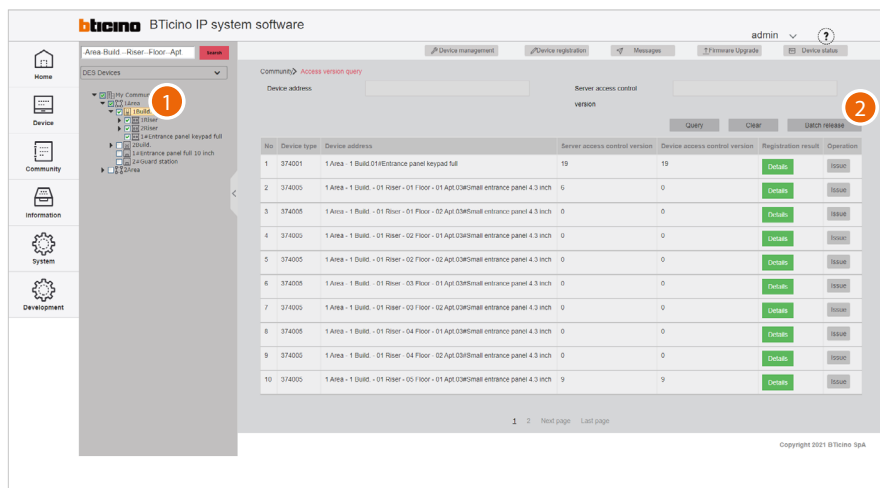 bticino BTicino IP system software
admin
?
Area-Build.-Riser-Floor-Apt.
Search
Device management
Device registration
Messages
Firmware Upgrade
Device status
Home
Device
Community
Information
System
Development
DES Devices
My Commun
1Area
1Build.
1Riser
2Riser
1#Entrance panel keypad full
2Build.
1#Entrance panel full 10 inch
2#Guard station
2Area
1
2
Community> Access version query
Device address
Server access control
version
Query
Clear
Batch release
No Device type Device address Server access control version Device access control version Registration result Operation
1 374001 1 Area - 1 Build.01#Entrance panel keypad full 19 19 Details Issue
2 374005 1 Area - 1 Build. - 01 Riser - 01 Floor - 01 Apt.03#Small entrance panel 4.3 inch 6 0 Details Issue
3 374005 1 Area - 1 Build. - 01 Riser - 01 Floor - 02 Apt.03#Small entrance panel 4.3 inch 0 0 Details Issue
4 374005 1 Area - 1 Build. - 01 Riser - 02 Floor - 01 Apt.03#Small entrance panel 4.3 inch 0 0 Details Issue
5 374005 1 Area - 1 Build. - 01 Riser - 02 Floor - 02 Apt.03#Small entrance panel 4.3 inch 0 0 Details Issue
6 374005 1 Area - 1 Build. - 01 Riser - 03 Floor - 01 Apt.03#Small entrance panel 4.3 inch 0 0 Details Issue
7 374005 1 Area - 1 Build. - 01 Riser - 03 Floor - 02 Apt.03#Small entrance panel 4.3 inch 0 0 Details Issue
8 374005 1 Area - 1 Build. - 01 Riser - 04 Floor - 01 Apt.03#Small entrance panel 4.3 inch 0 0 Details Issue
9 374005 1 Area - 1 Build. - 01 Riser - 04 Floor - 02 Apt.03#Small entrance panel 4.3 inch 0 0 Details Issue
10 374005 1 Area - 1 Build. - 01 Riser - 05 Floor - 01 Apt.03#Small entrance panel 4.3 inch 9 9 Details Issue
1 2 Next page Last page
Copyright 2021 BTicino SpA